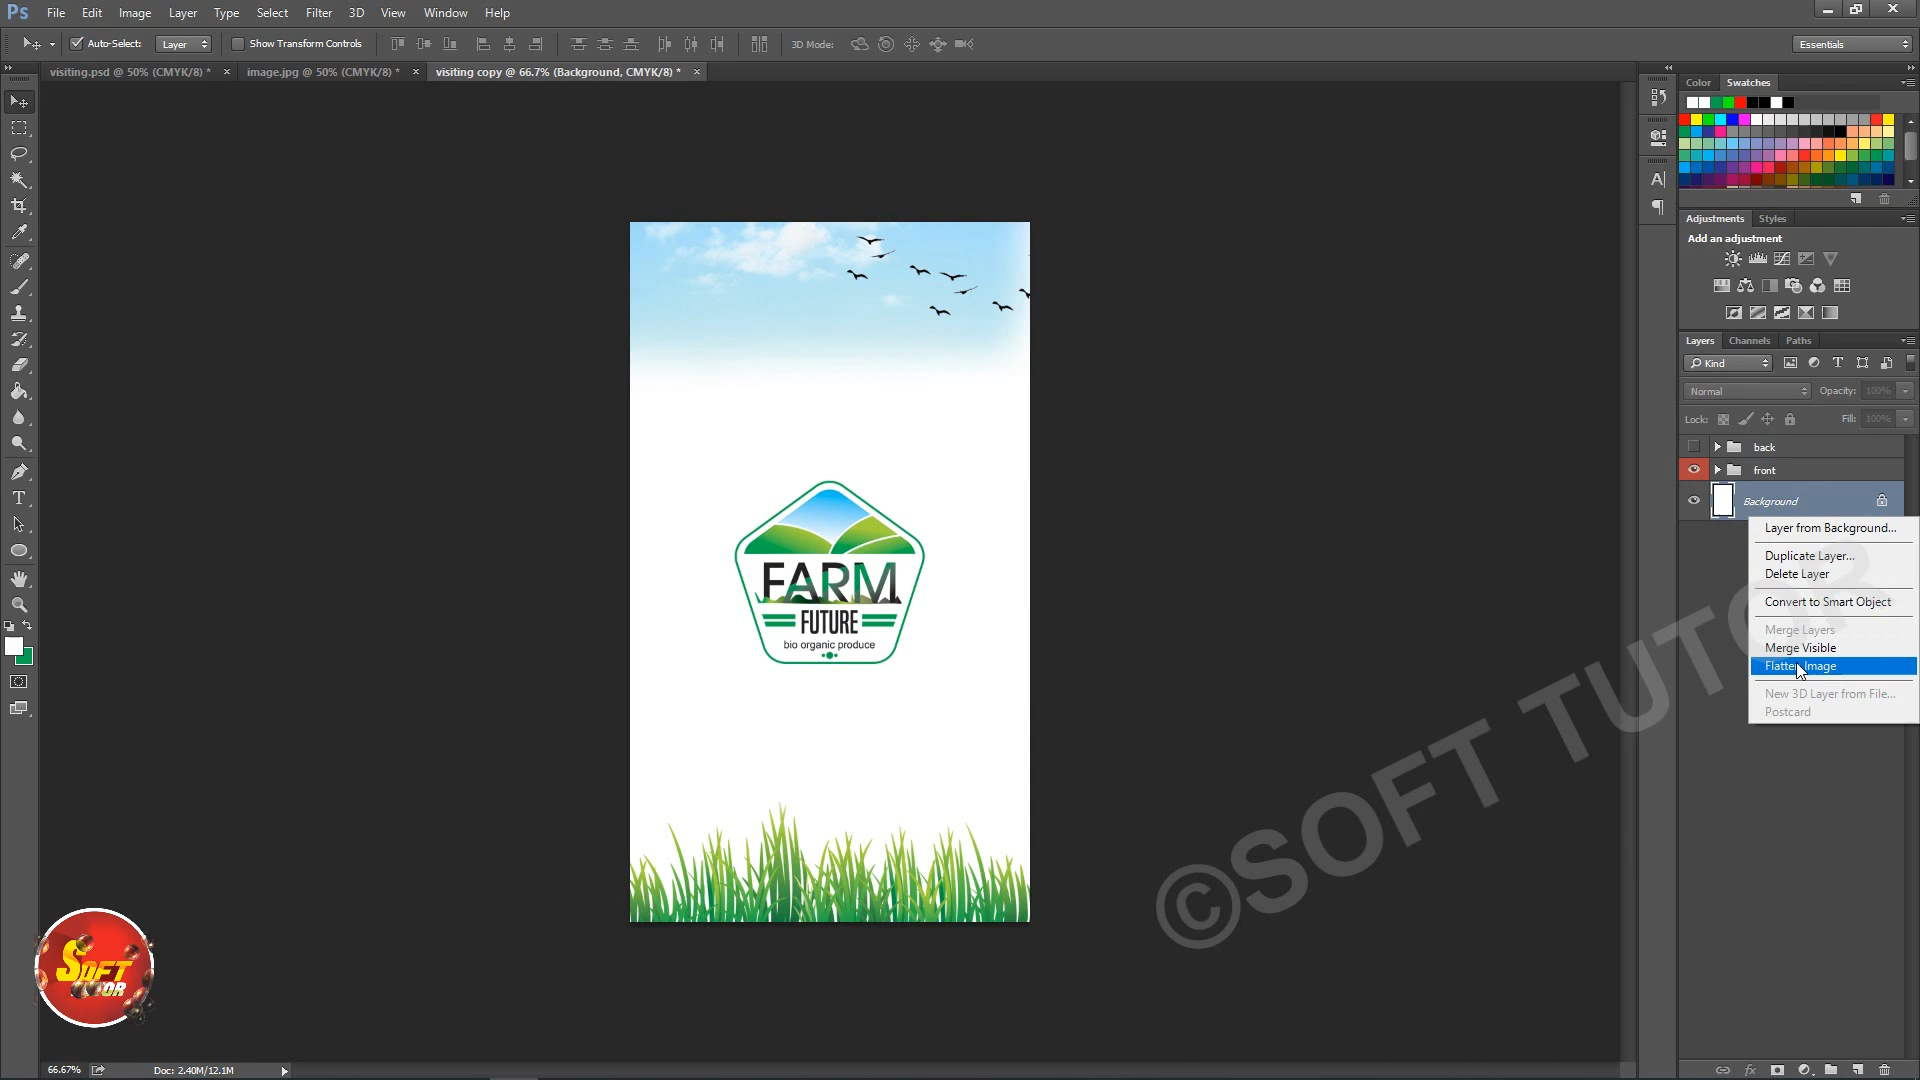 Ps File Edit Image Layer Type Select Filter 3D View Window Help
Auto-Select: Layer Show Transform Controls 3D Mode: Essentials
visiting.psd @ 50% (CMYK/8) * × image.jpg @ 50% (CMYK/8) * × visiting copy @ 66.7% (Background, CMYK/8) * ×
Color Swatches
Adjustments Styles
Add an adjustment
Layers Channels Paths
Kind
Normal Opacity: 100%
Lock: Fill: 100%
back
front
Background
Layer from Background...
Duplicate Layer...
Delete Layer
Convert to Smart Object
Merge Layers
Merge Visible
Flatten Image
New 3D Layer from File...
Postcard
FARM
FUTURE
bio organic produce
©SOFT TUTOR
SOFT
TUTOR
66.67% Doc: 2.40M/12.1M